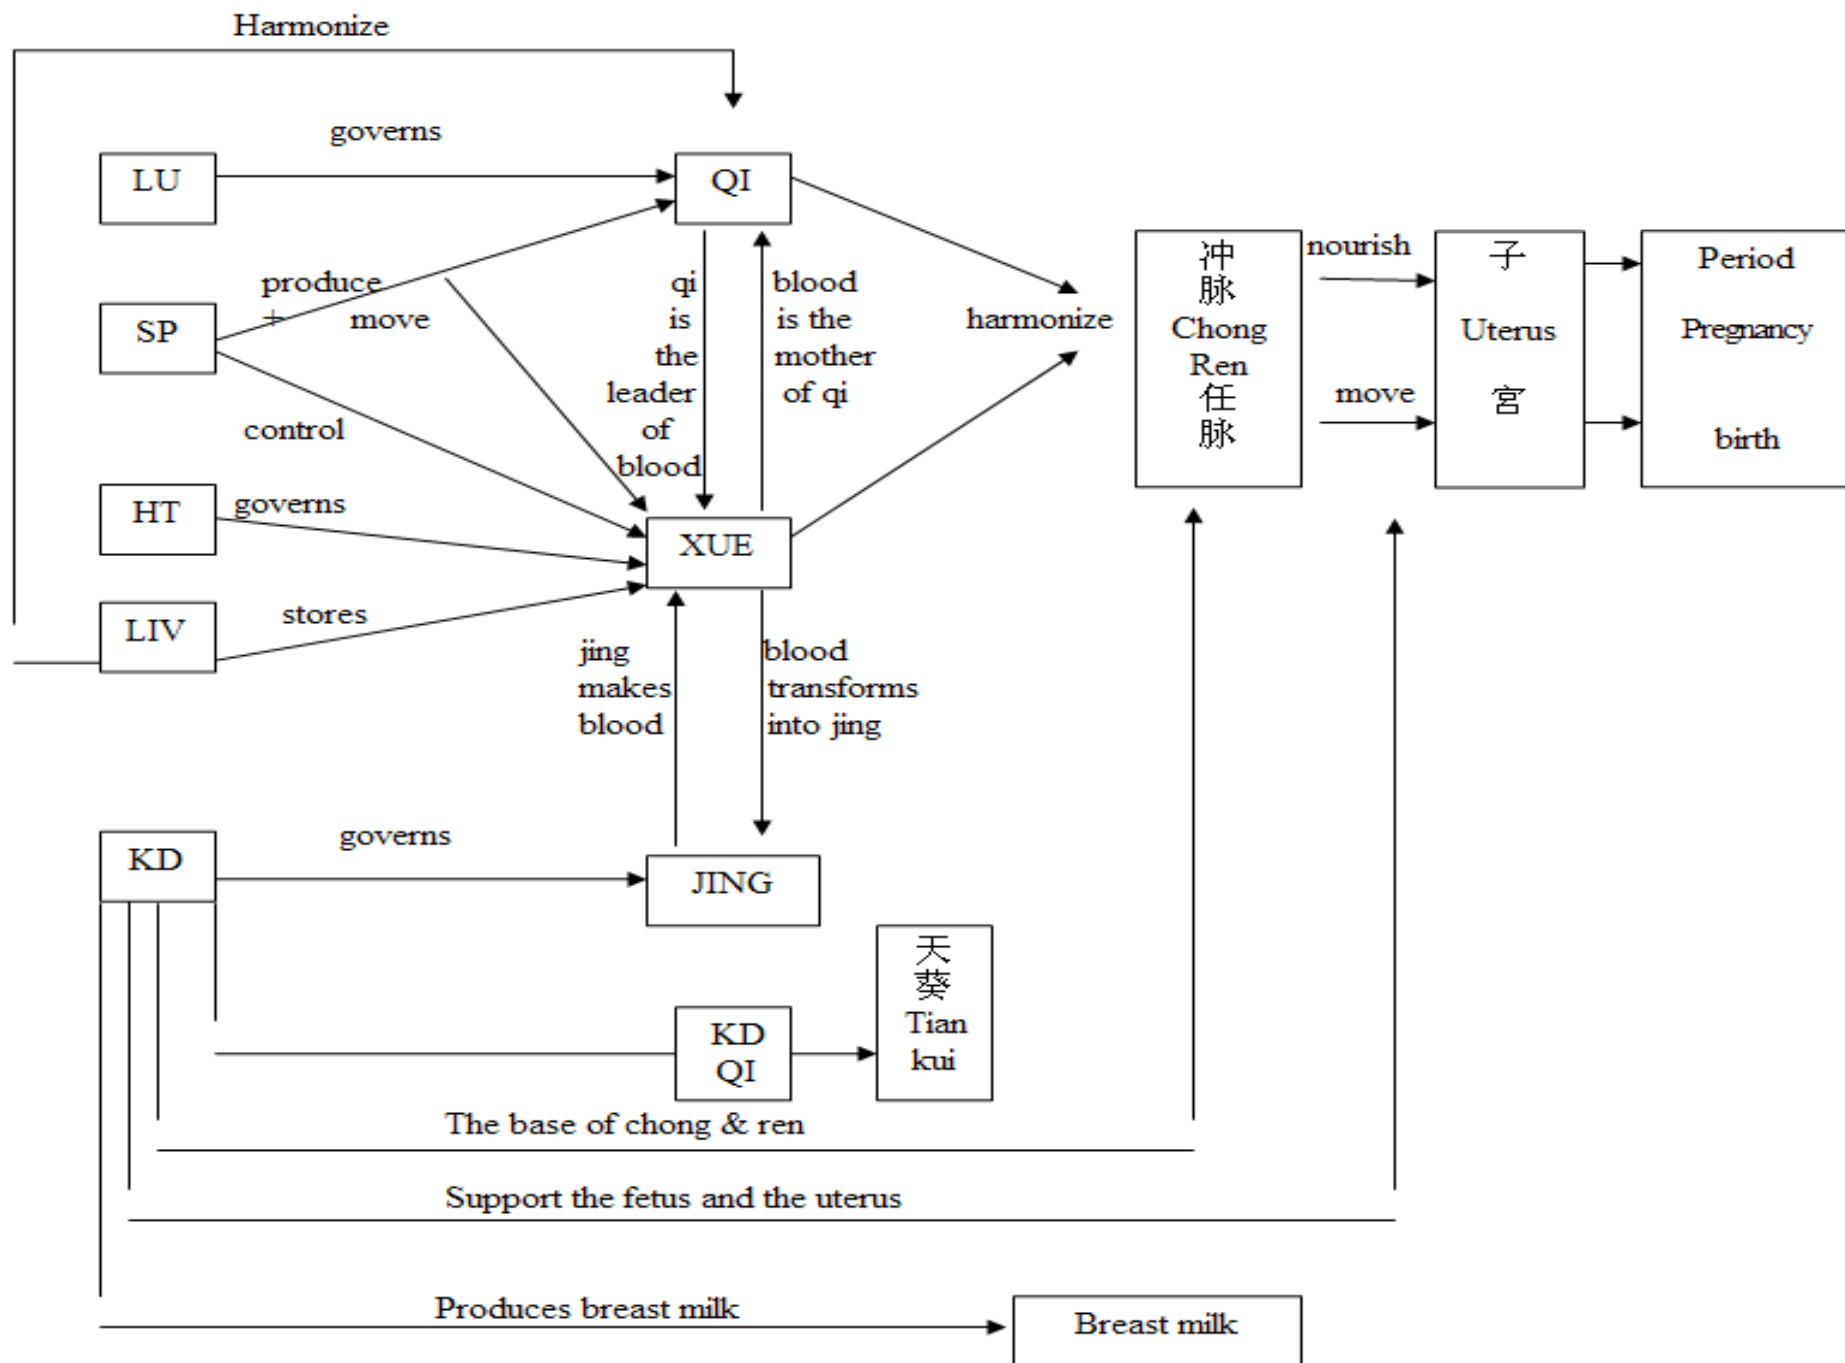 Harmonize
governs
LU
QI
produce
+
move
SP
control
qi
is
the
leader
of
blood
blood
is the
mother
of qi
harmonize
冲
脉
Chong
Ren
任
脉
nourish
move
子
Uterus
宮
Period
Pregnancy
birth
HT
governs
XUE
LIV
stores
jing
makes
blood
blood
transforms
into jing
KD
governs
JING
天
葵
Tian
kui
KD
QI
The base of chong & ren
Support the fetus and the uterus
Produces breast milk
Breast milk